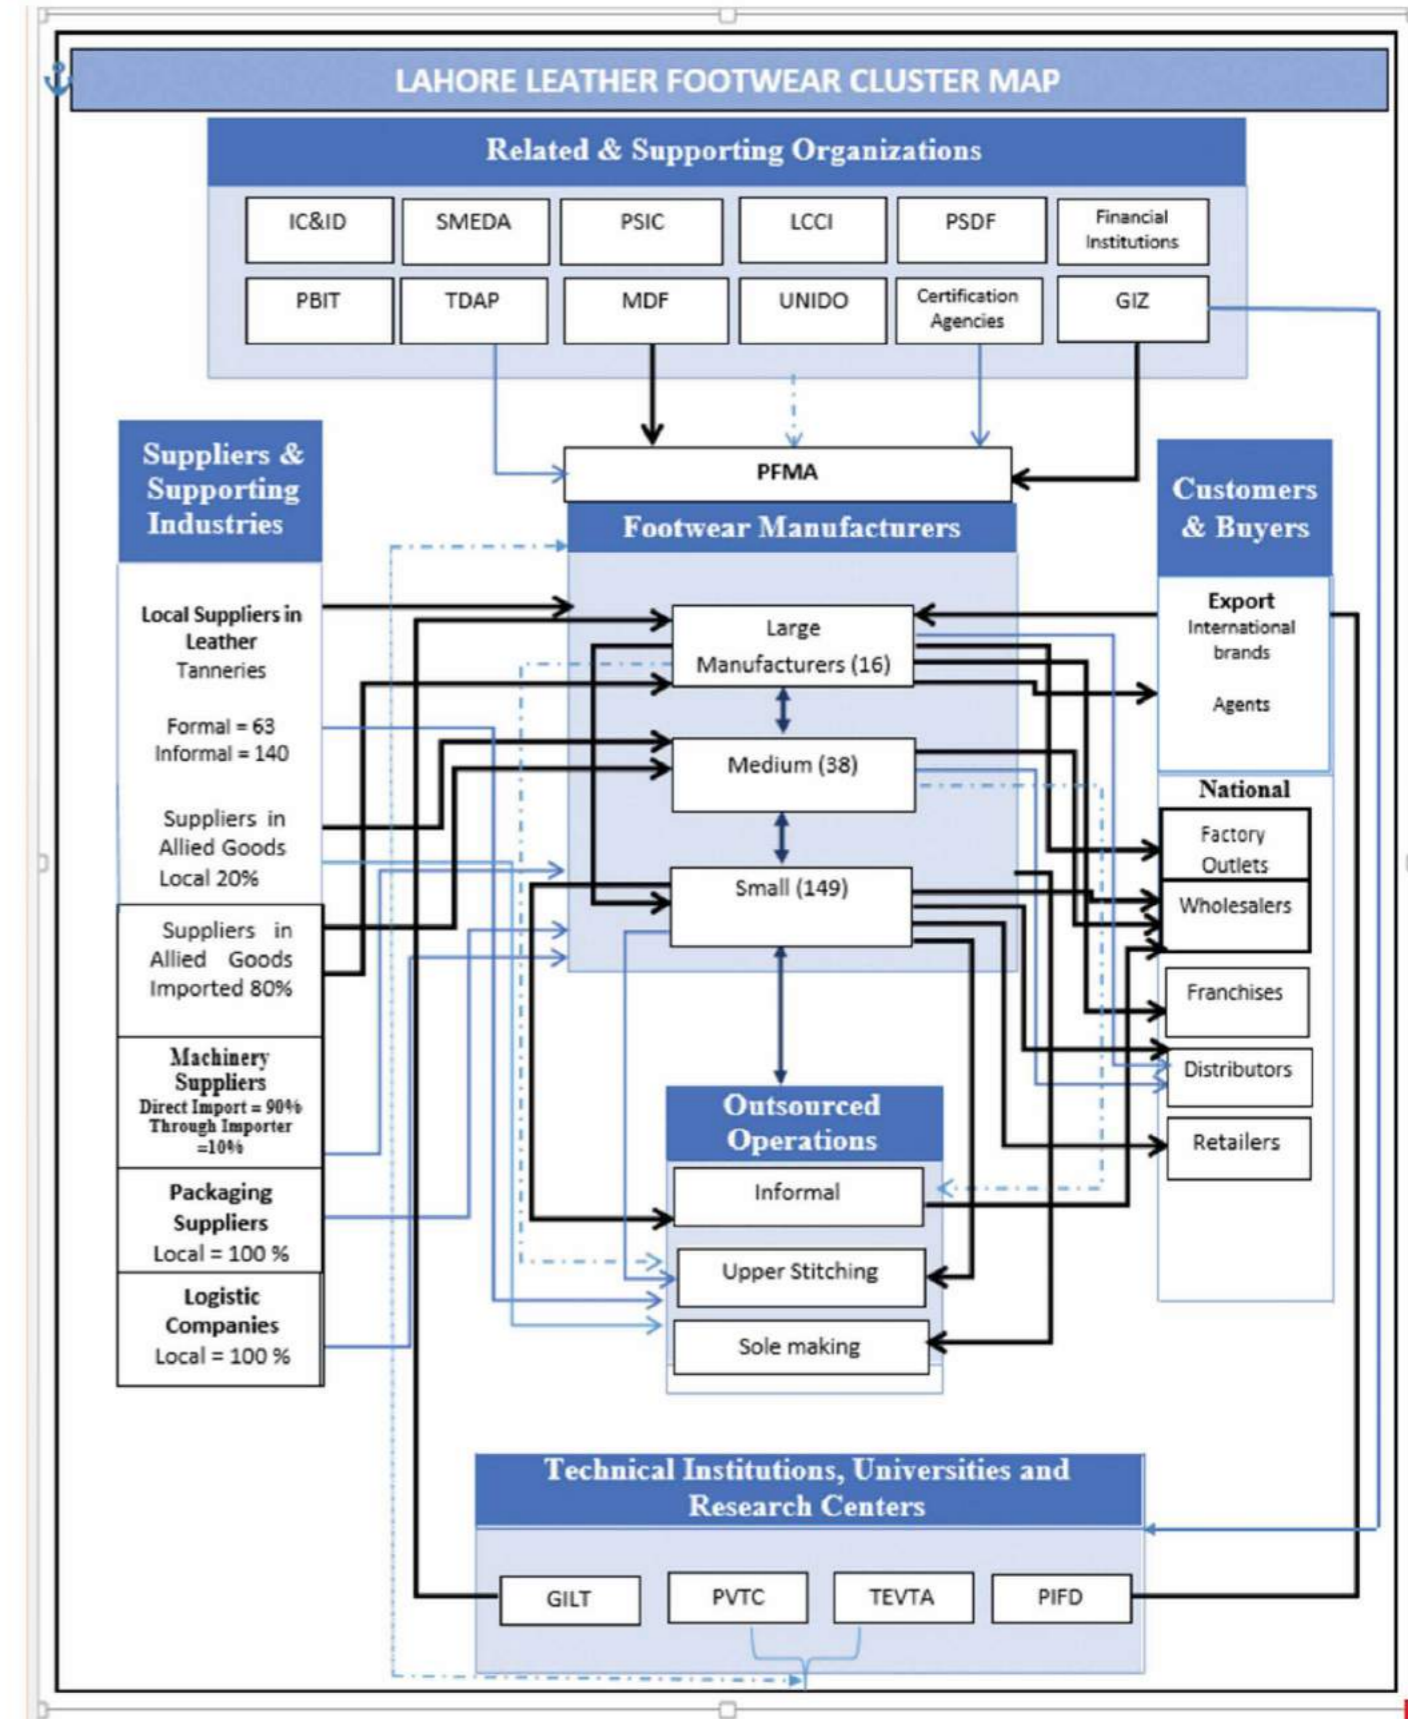 LAHORE LEATHER FOOTWEAR CLUSTER MAP
Related & Supporting Organizations
IC&ID
SMEDA
PSIC
LCCI
PSDF
Financial
Institutions
PBIT
TDAP
MDF
UNIDO
Certification
Agencies
GIZ
PFMA
Suppliers &
Supporting
Industries
Local Suppliers in
Leather
Tanneries
Formal = 63
Informal = 140
Suppliers in
Allied Goods
Local 20%
Suppliers in
Allied Goods
Imported 80%
Machinery
Suppliers
Direct Import = 90%
Through Importer
=10%
Packaging
Suppliers
Local = 100 %
Logistic
Companies
Local = 100 %
Footwear Manufacturers
Large
Manufacturers (16)
Medium (38)
Small (149)
Outsourced
Operations
Informal
Upper Stitching
Sole making
Customers
& Buyers
Export
International
brands
Agents
National
Factory
Outlets
Wholesalers
Franchises
Distributors
Retailers
Technical Institutions, Universities and
Research Centers
GILT
PVTC
TEVTA
PIFD